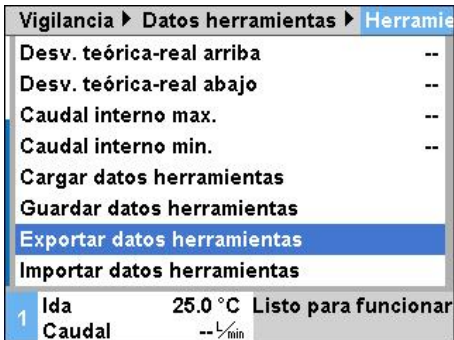 Vigilancia ▶ Datos herramientas ▶ Herramie
Desv. teórica-real arriba --
Desv. teórica-real abajo --
Caudal interno max. --
Caudal interno min. --
Cargar datos herramientas
Guardar datos herramientas
Exportar datos herramientas
Importar datos herramientas
1 Ida 25.0 °C Listo para funcionar
Caudal -- L/min